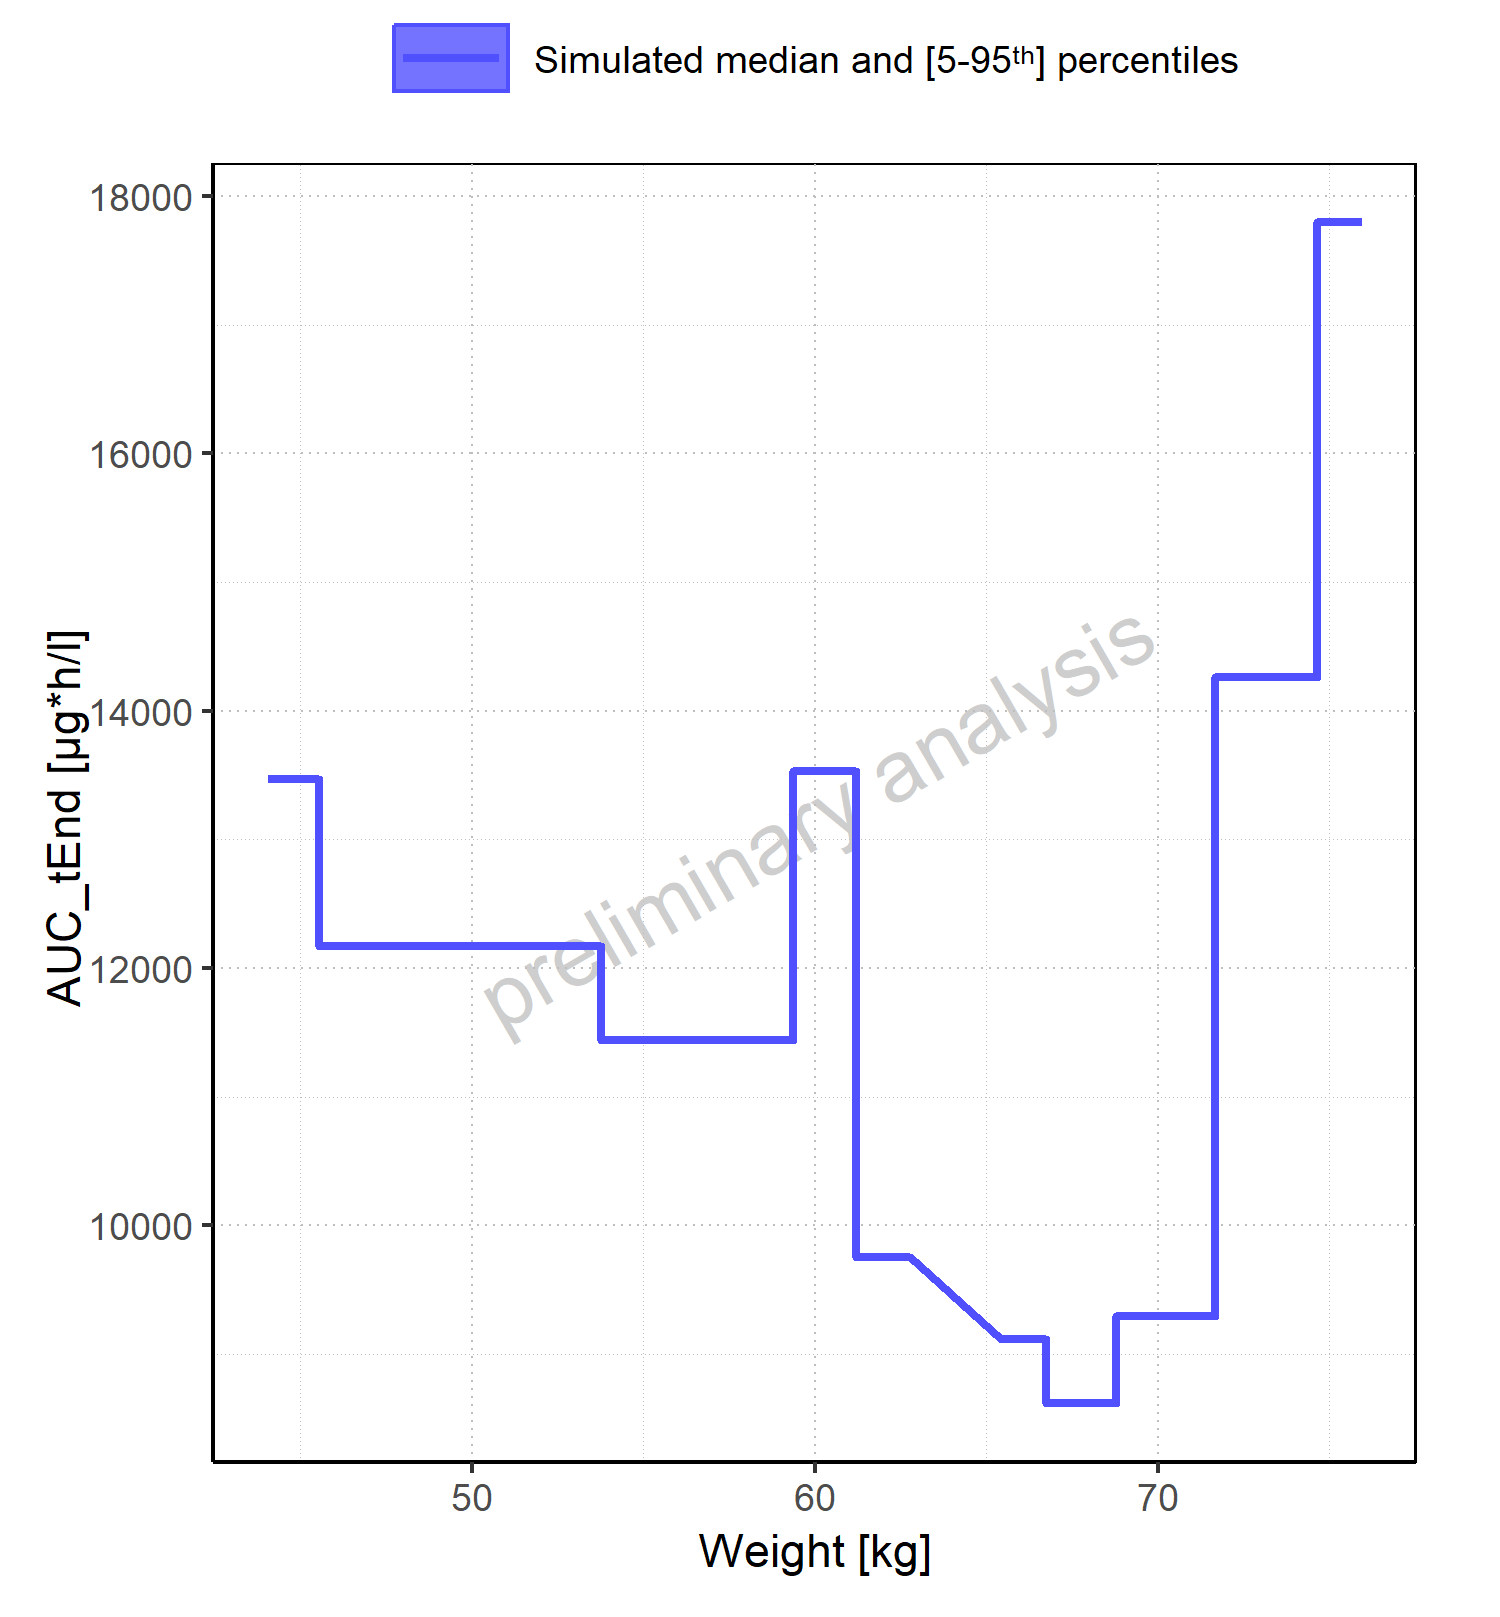 Simulated median and [5-95th] percentiles
18000
16000
14000
12000
10000
AUC_tEnd [µg*h/l]
preliminary analysis
50 60 70
Weight [kg]